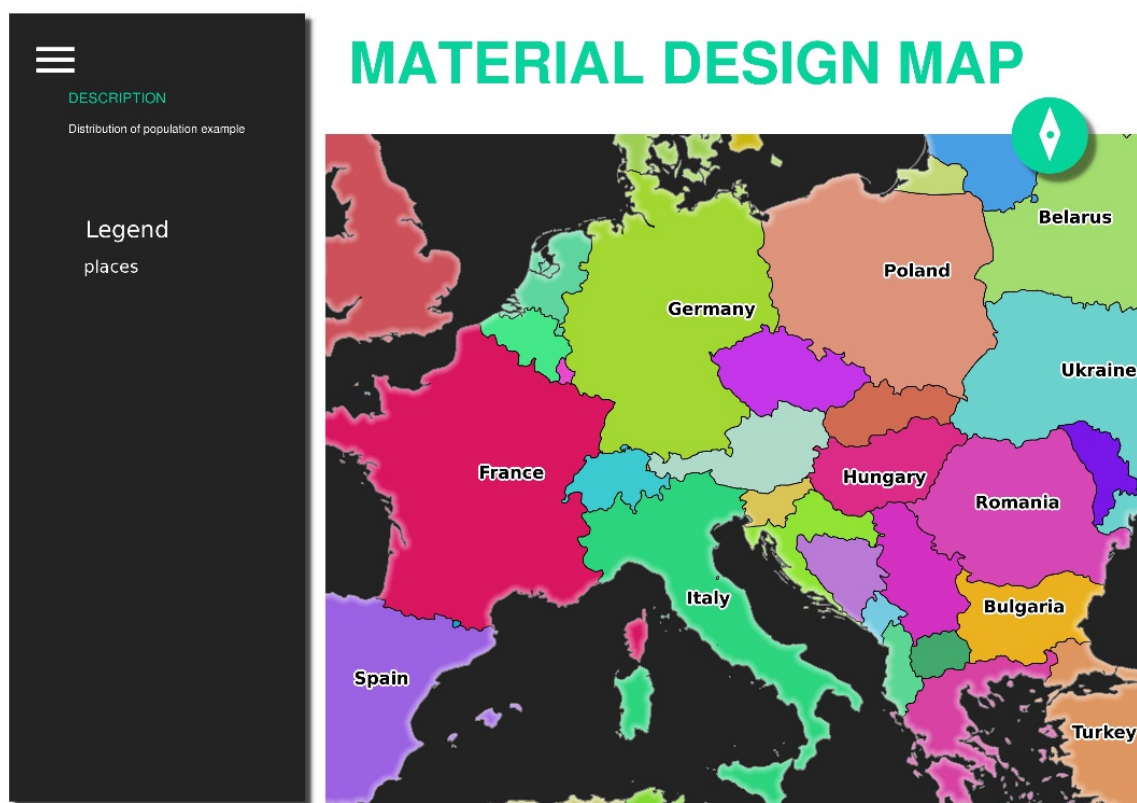 MATERIAL DESIGN MAP
DESCRIPTION
Distribution of population example
Legend
places
Belarus
Poland
Germany
Ukraine
France
Hungary
Romania
Italy
Bulgaria
Spain
Turkey